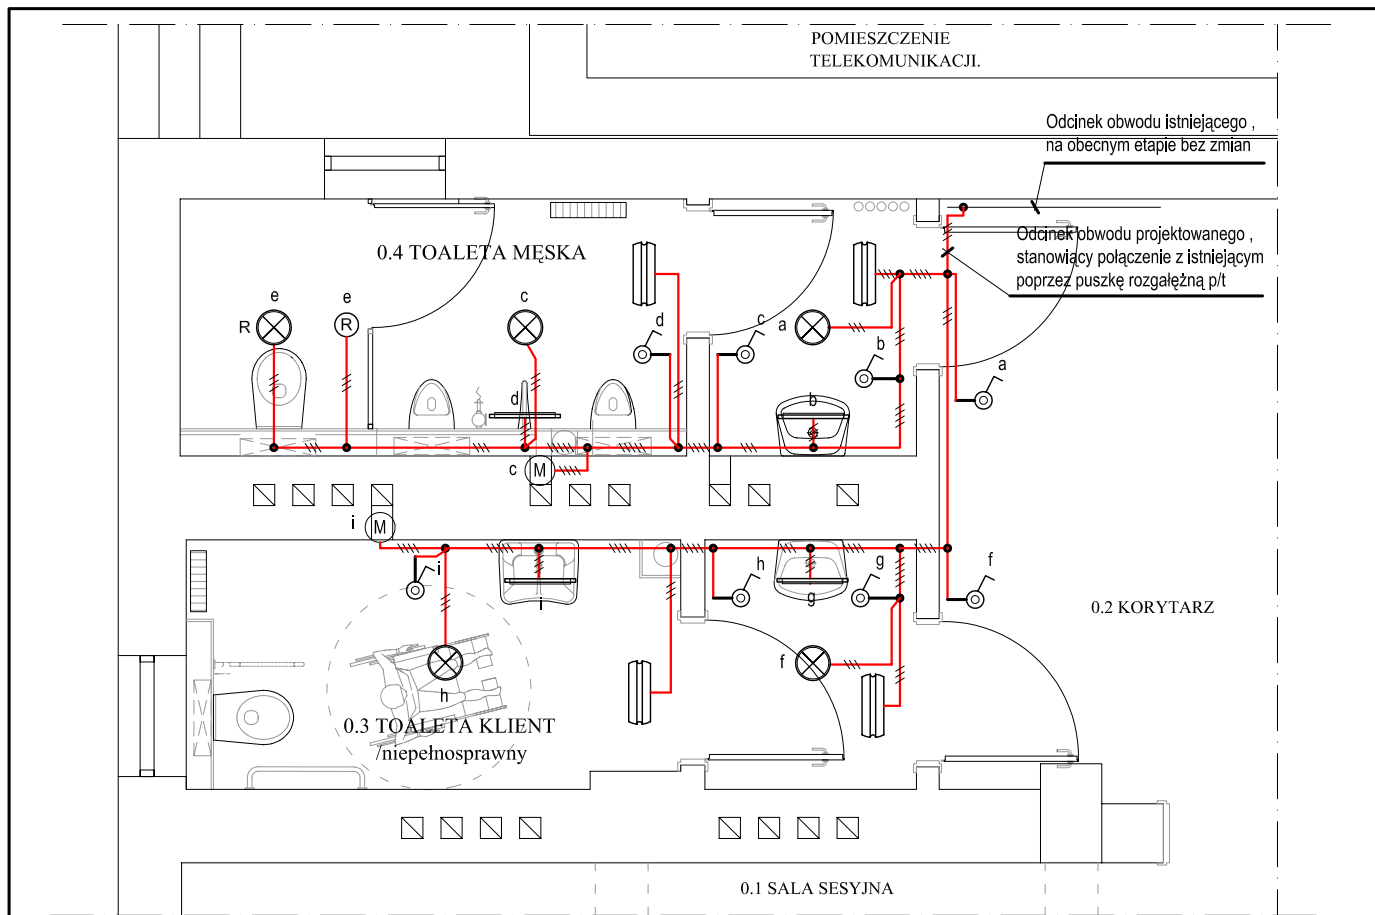 POMIESZCZENIE
TELEKOMUNIKACJI.
Odcinek obwodu istniejącego ,
na obecnym etapie bez zmian
Odcinek obwodu projektowanego ,
stanowiący połączenie z istniejącym
poprzez puszkę rozgałężną p/t
0.4 TOALETA MĘSKA
e
e
c
R
R
d
c
a
b
a
d
b
c
M
i
M
i
i
h
g
g
f
f
h
0.2 KORYTARZ
0.3 TOALETA KLIENT
/niepełnosprawny
0.1 SALA SESYJNA